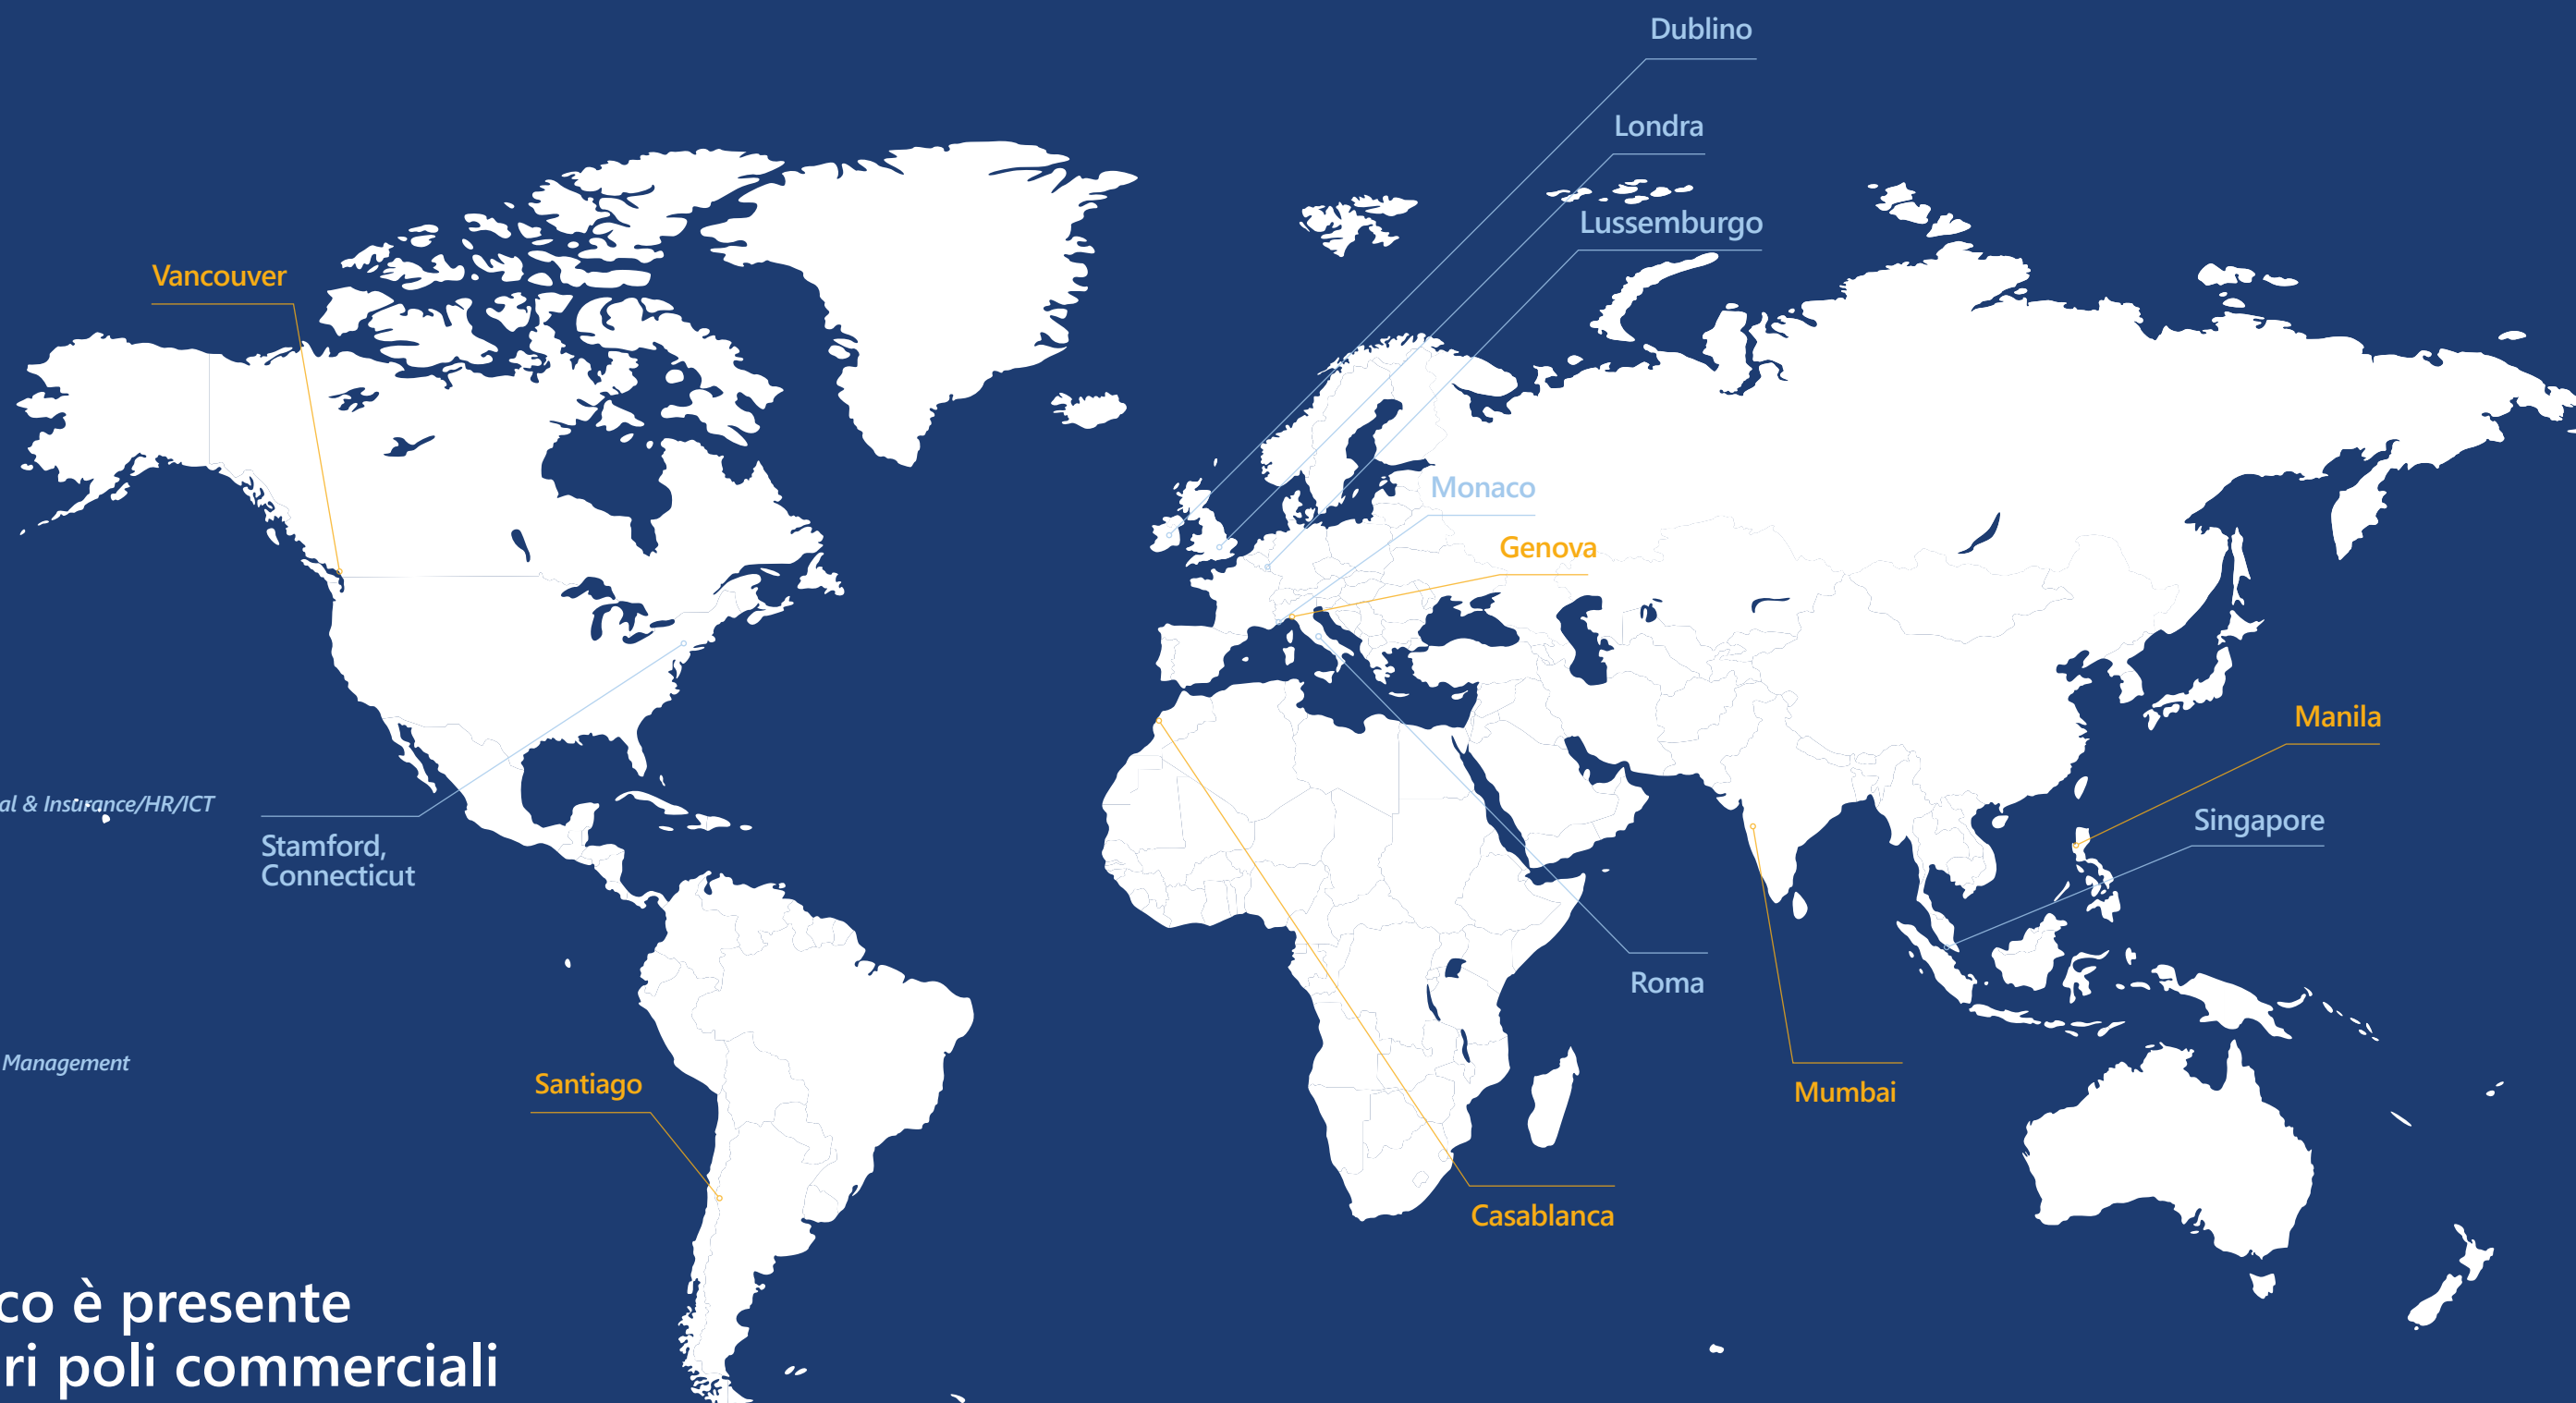 Dublino
Londra
Lussemburgo
Vancouver
Monaco
Genova
Manila
al & Insurance/HR/ICT
Singapore
Stamford,
Connecticut
Roma
Management
Santiago
Mumbai
Casablanca
co è presente
ri poli commerciali